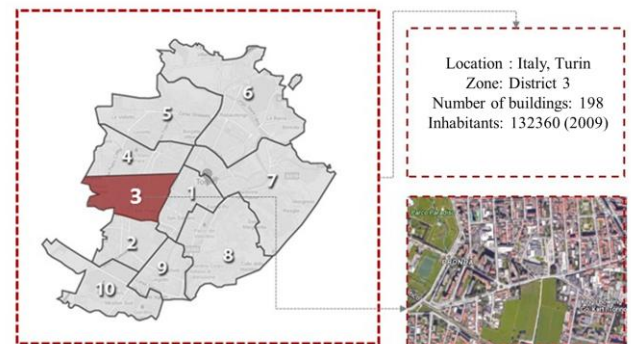 Location : Italy, Turin
Zone: District 3
Number of buildings: 198
Inhabitants: 132360 (2009)
6
5
4
7
3
1
2
8
9
10